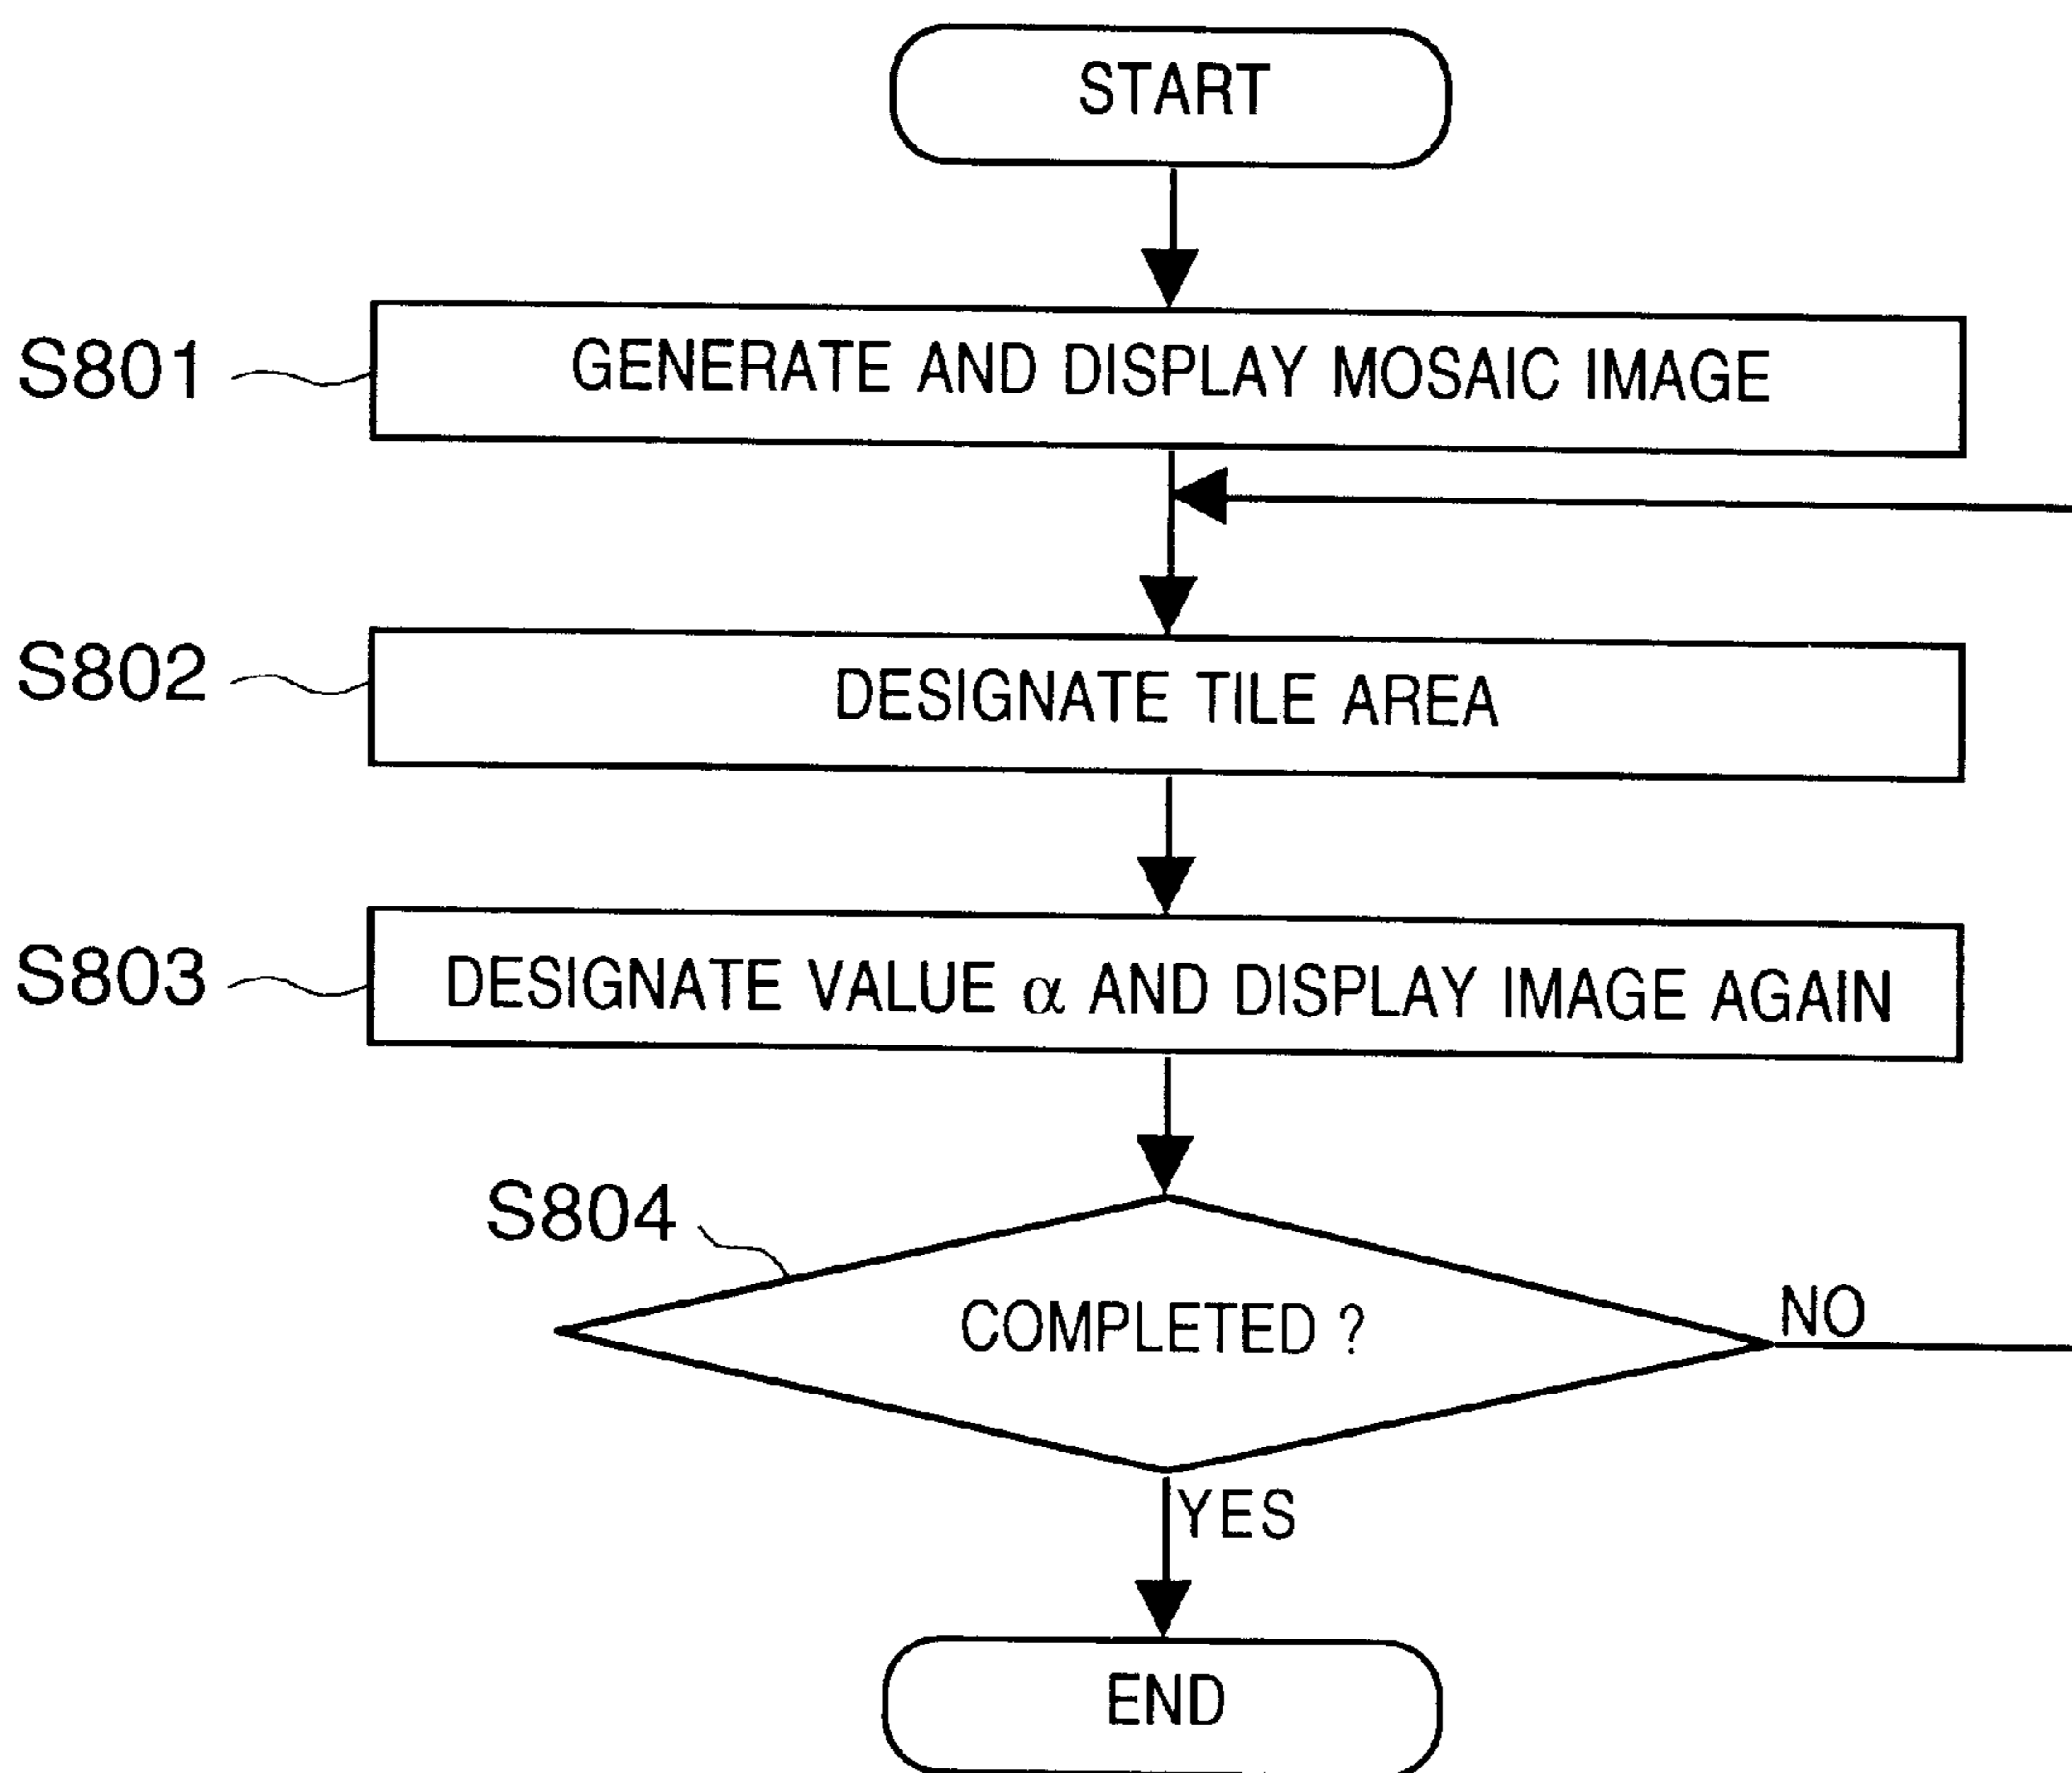 START
S801
GENERATE AND DISPLAY MOSAIC IMAGE
S802
DESIGNATE TILE AREA
S803
DESIGNATE VALUE α AND DISPLAY IMAGE AGAIN
S804
COMPLETED ?
NO
YES
END